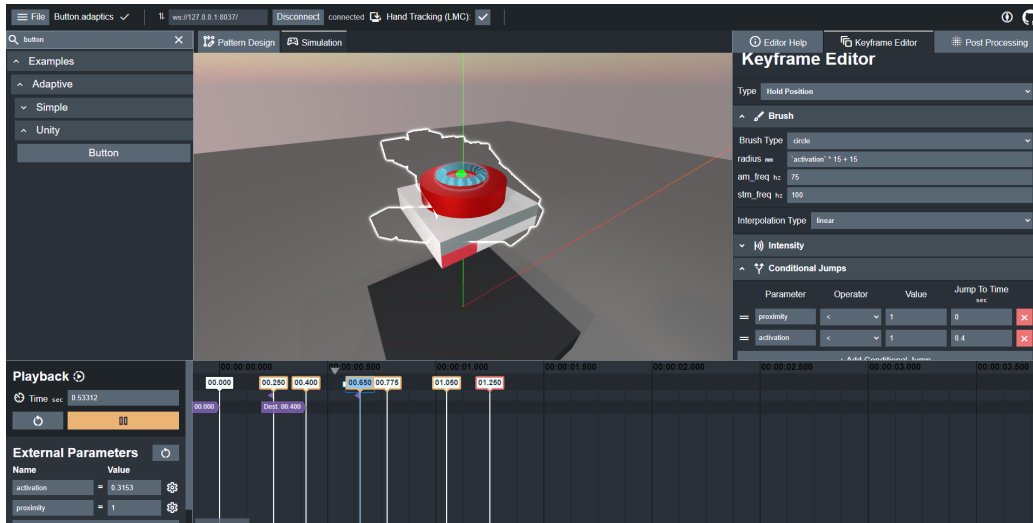 File Button.adaptics ws://127.0.0.1:8037/ Disconnect connected Hand Tracking (LMC):
button
Examples
Adaptive
Simple
Unity
Button
Pattern Design Simulation
Editor Help Keyframe Editor Post Processing
Keyframe Editor
Type Hold Position
Brush
Brush Type circle
radius mm `activation` * 15 + 15
am_freq hz 75
stm_freq hz 100
Interpolation Type linear
Intensity
Conditional Jumps
Parameter Operator Value Jump To Time
sec
proximity < 1 0
activation < 1 0.4
+ Add Conditional Jump
Playback
Time sec 0.53312
External Parameters
Name Value
activation = 0.3153
proximity = 1
00:00:00.000 00:00:00.500 00:00:01.000 00:00:01.500 00:00:02.000 00:00:02.500 00:00:03.000 00:00:03.500
00.000 00.250 00.400 00.650 00.775 01.050 01.250
00.000 Dest. 00.400